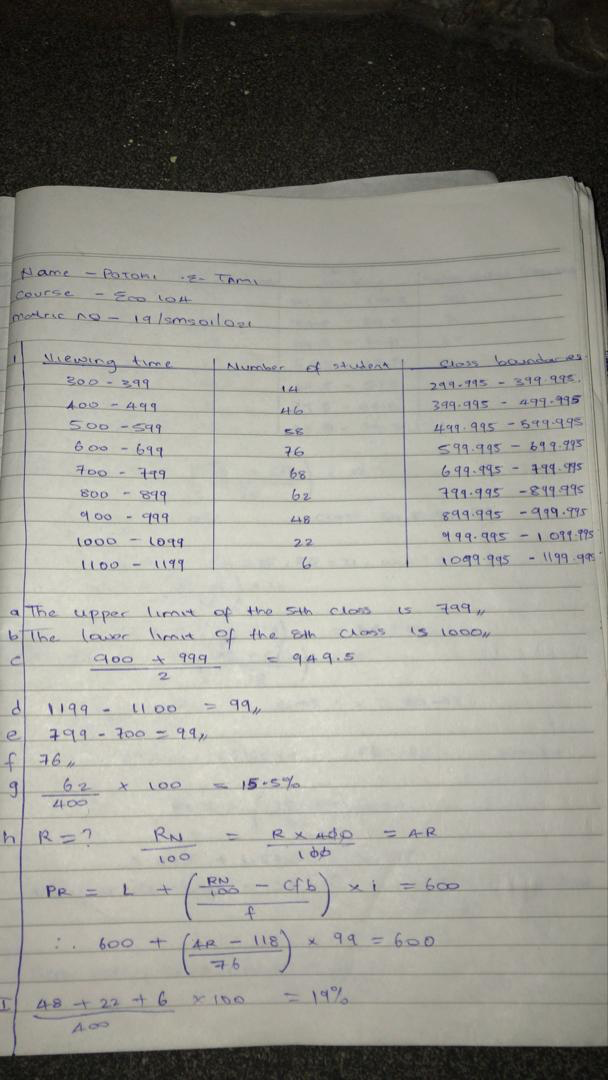 Name - Potoki .E. Tami
Course - Eco 104
Matric no - 19/sms01/021
1 Viewing time Number of student Class boundaries
300 - 399 14 299.995 - 399.995.
400 - 499 46 399.995 - 499.995
500 - 599 58 499.995 - 599.995
600 - 699 76 599.995 - 699.995
700 - 799 68 699.995 - 799.995
800 - 899 62 799.995 - 899.995
900 - 999 48 899.995 - 999.995
1000 - 1099 22 999.995 - 1099.995
1100 - 1199 6 1099.995 - 1199.995
a The upper limit of the 5th class is 799,,
b The lower limit of the 8th class is 1000,,
c (900 + 999)/2 = 949.5
d 1199 - 1100 = 99,,
e 799 - 700 = 99,,
f 76,,
g 62/400 x 100 = 15.5%
h R = ? RN/100 = R x 400/100 = 4R
PR = L + ((RN/100 - cfb)/f) x i = 600
∴ 600 + ((4R - 118)/76) x 99 = 600
I (48 + 22 + 6)/400 x 100 = 19%